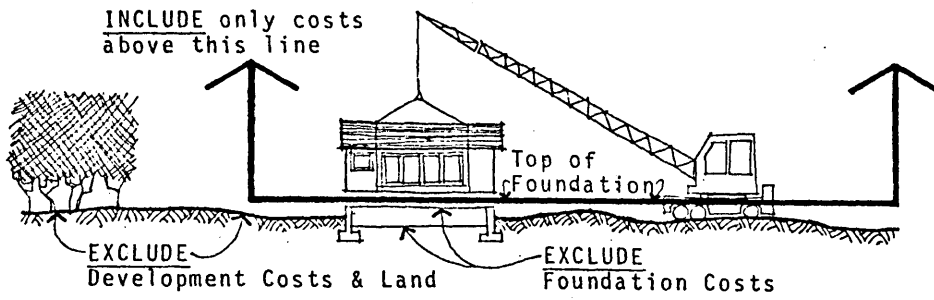 INCLUDE only costs
above this line
Top of
Foundation
EXCLUDE
Development Costs & Land
EXCLUDE
Foundation Costs